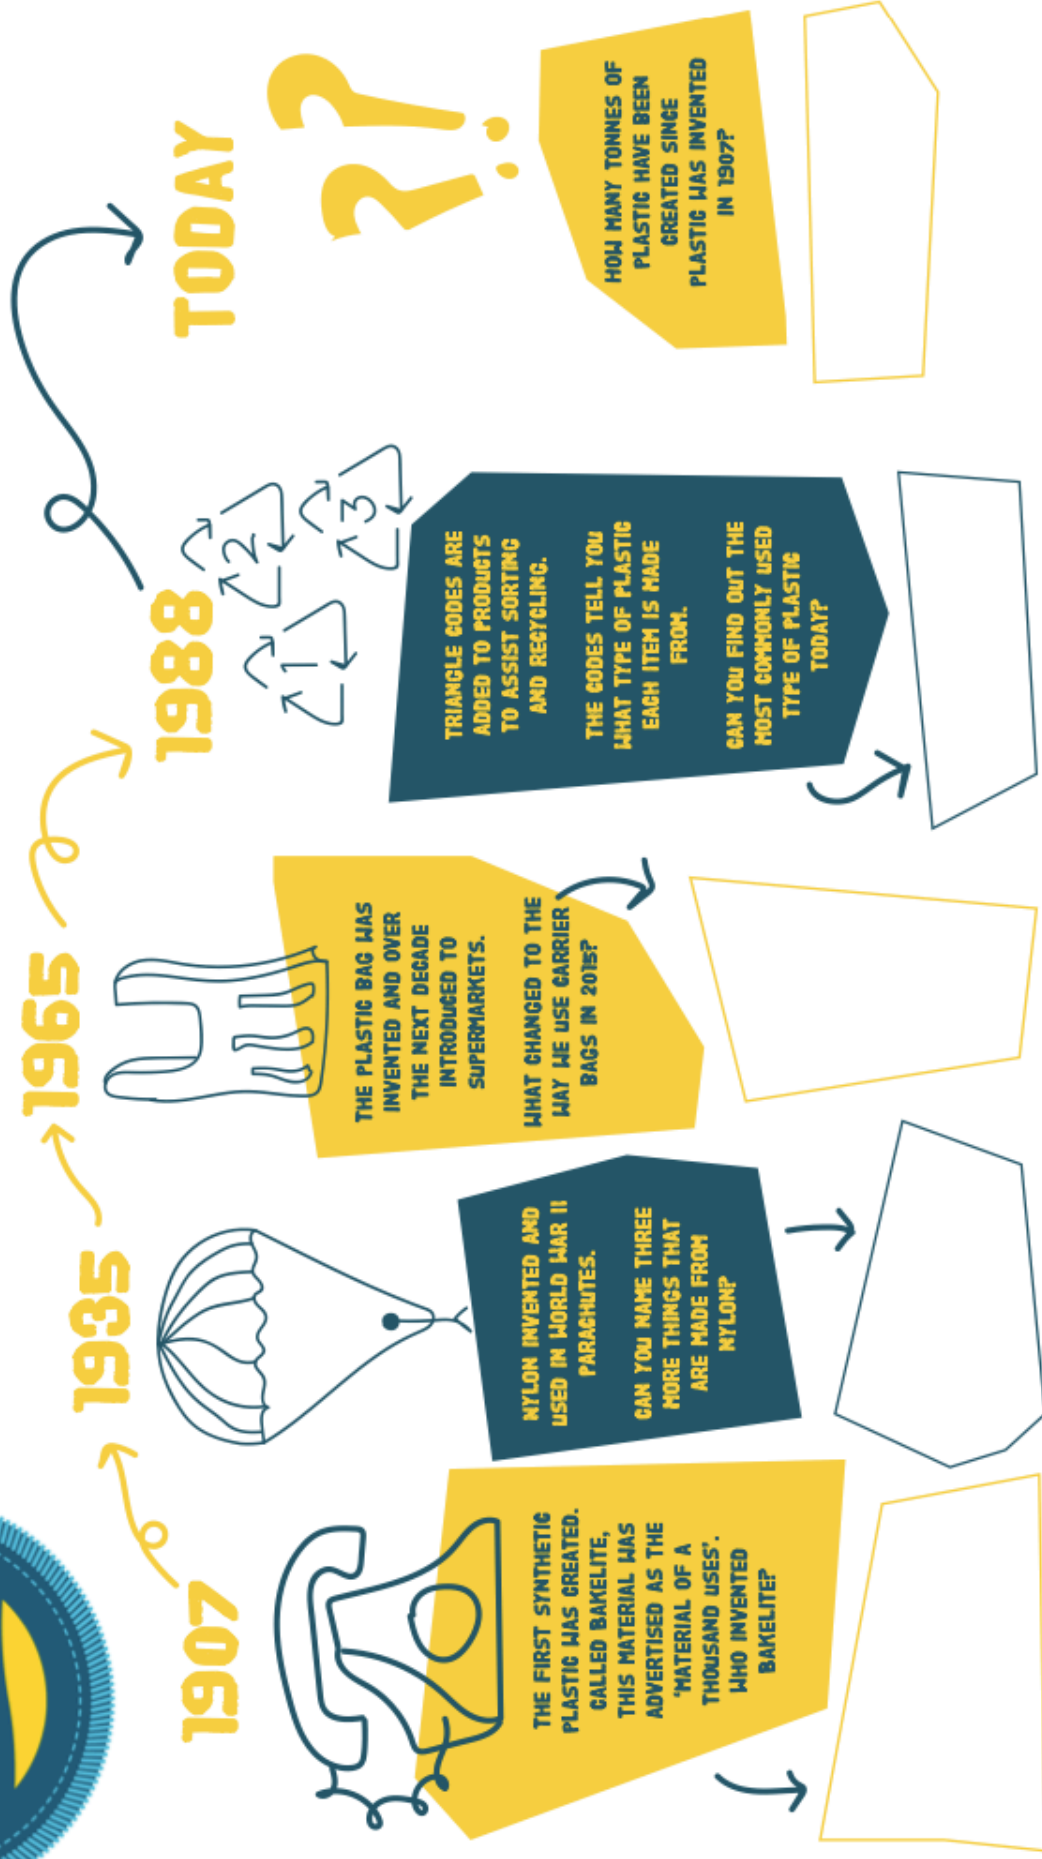 1907
THE FIRST SYNTHETIC
PLASTIC WAS CREATED.
CALLED BAKELITE,
THIS MATERIAL WAS
ADVERTISED AS THE
'MATERIAL OF A
THOUSAND USES'.
WHO INVENTED
BAKELITE?
1935
NYLON INVENTED AND
USED IN WORLD WAR II
PARACHUTES.
CAN YOU NAME THREE
MORE THINGS THAT
ARE MADE FROM
NYLON?
1965
THE PLASTIC BAG WAS
INVENTED AND OVER
THE NEXT DECADE
INTRODUCED TO
SUPERMARKETS.
WHAT CHANGED TO THE
WAY WE USE CARRIER
BAGS IN 2015?
1988
1
2
3
TRIANGLE CODES ARE
ADDED TO PRODUCTS
TO ASSIST SORTING
AND RECYCLING.
THE CODES TELL YOU
WHAT TYPE OF PLASTIC
EACH ITEM IS MADE
FROM.
CAN YOU FIND OUT THE
MOST COMMONLY USED
TYPE OF PLASTIC
TODAY?
TODAY
??
HOW MANY TONNES OF
PLASTIC HAVE BEEN
CREATED SINCE
PLASTIC WAS INVENTED
IN 1907?